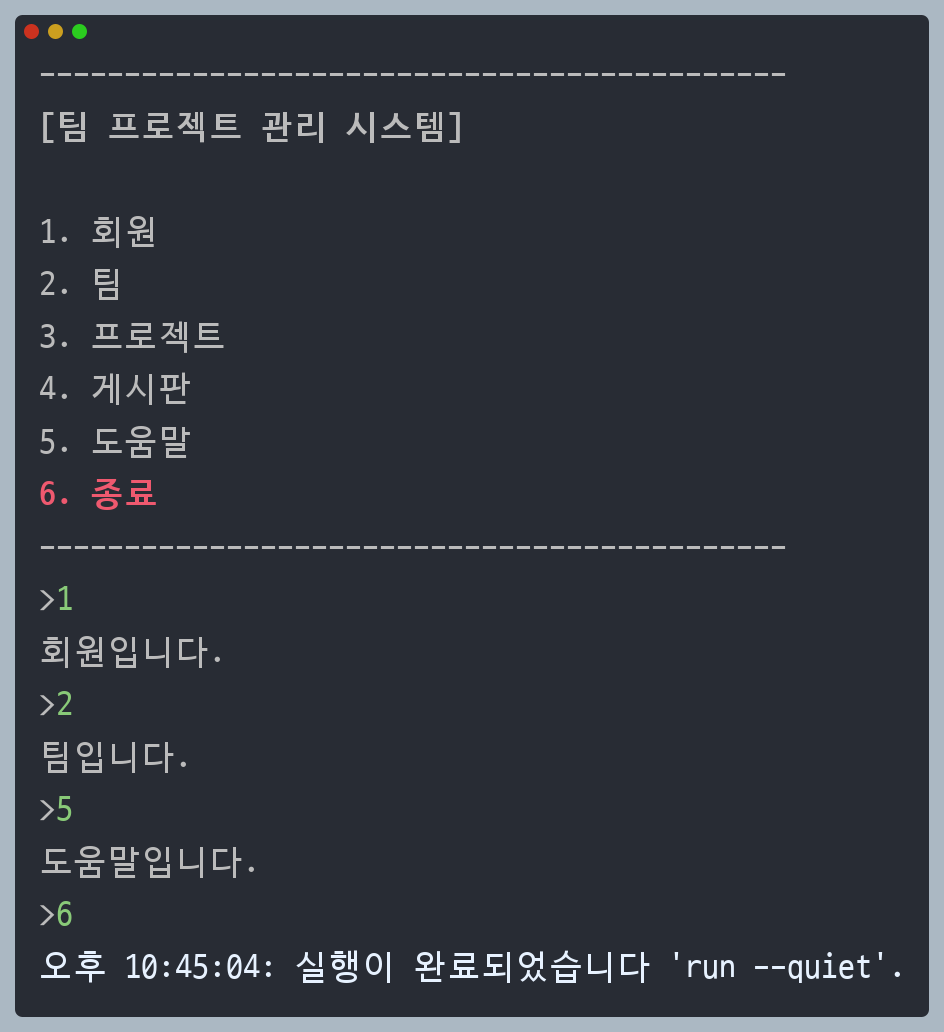 --------------------------------------------
[팀 프로젝트 관리 시스템]
1. 회원
2. 팀
3. 프로젝트
4. 게시판
5. 도움말
6. 종료
--------------------------------------------
>1
회원입니다.
>2
팀입니다.
>5
도움말입니다.
>6
오후 10:45:04: 실행이 완료되었습니다 'run --quiet'.